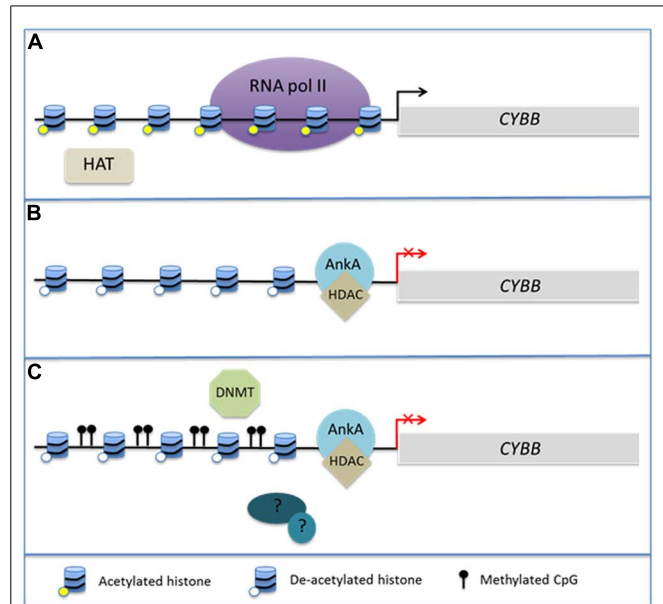 A
RNA pol II
CYBB
HAT
B
AnkA
HDAC
CYBB
C
DNMT
AnkA
HDAC
CYBB
?
?
Acetylated histone De-acetylated histone Methylated CpG